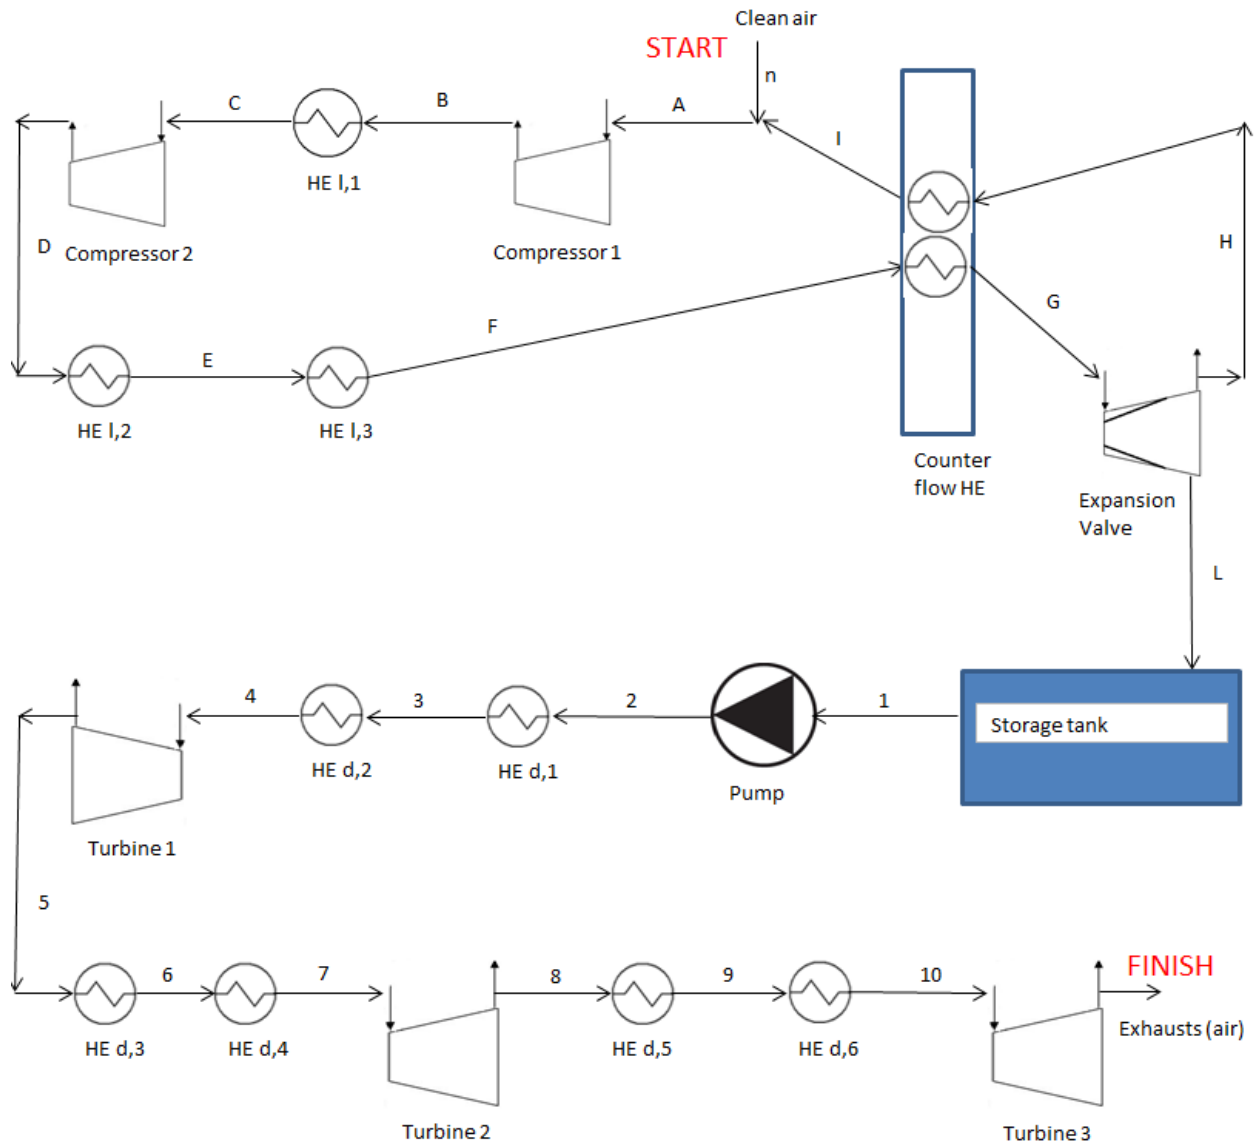 Clean air
START
n
C
B
A
I
HE l,1
H
D
Compressor 2
Compressor 1
G
F
E
HE l,2
HE l,3
Counter
flow HE
Expansion
Valve
L
4
3
2
1
Storage tank
HE d,2
HE d,1
Pump
Turbine 1
5
6
7
8
9
10
FINISH
Exhausts (air)
HE d,3
HE d,4
HE d,5
HE d,6
Turbine 2
Turbine 3